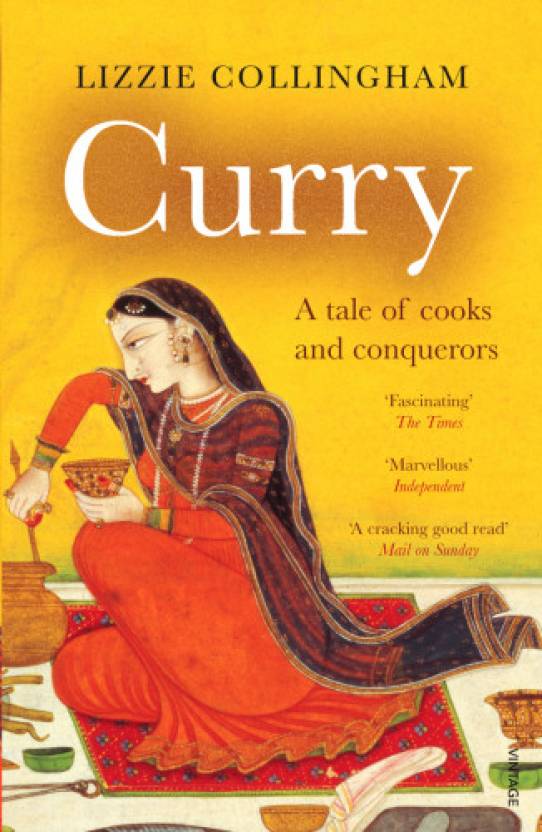 LIZZIE COLLINGHAM
Curry
A tale of cooks
and conquerors
‘Fascinating’
The Times
‘Marvellous’
Independent
‘A cracking good read’
Mail on Sunday
VINTAGE